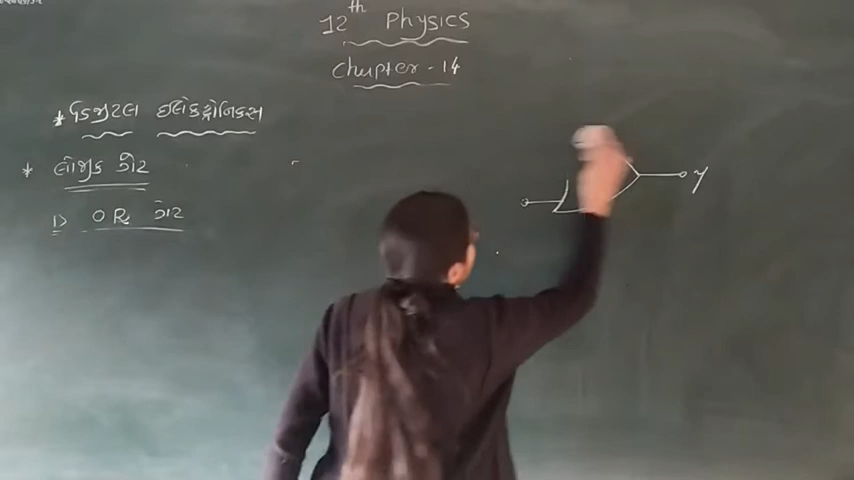 12th Physics
Chapter - 14
* ડિજીટલ ઇલેક્ટ્રોનિક્સ
* લોજીક ગેટ
1> OR ગેટ
y